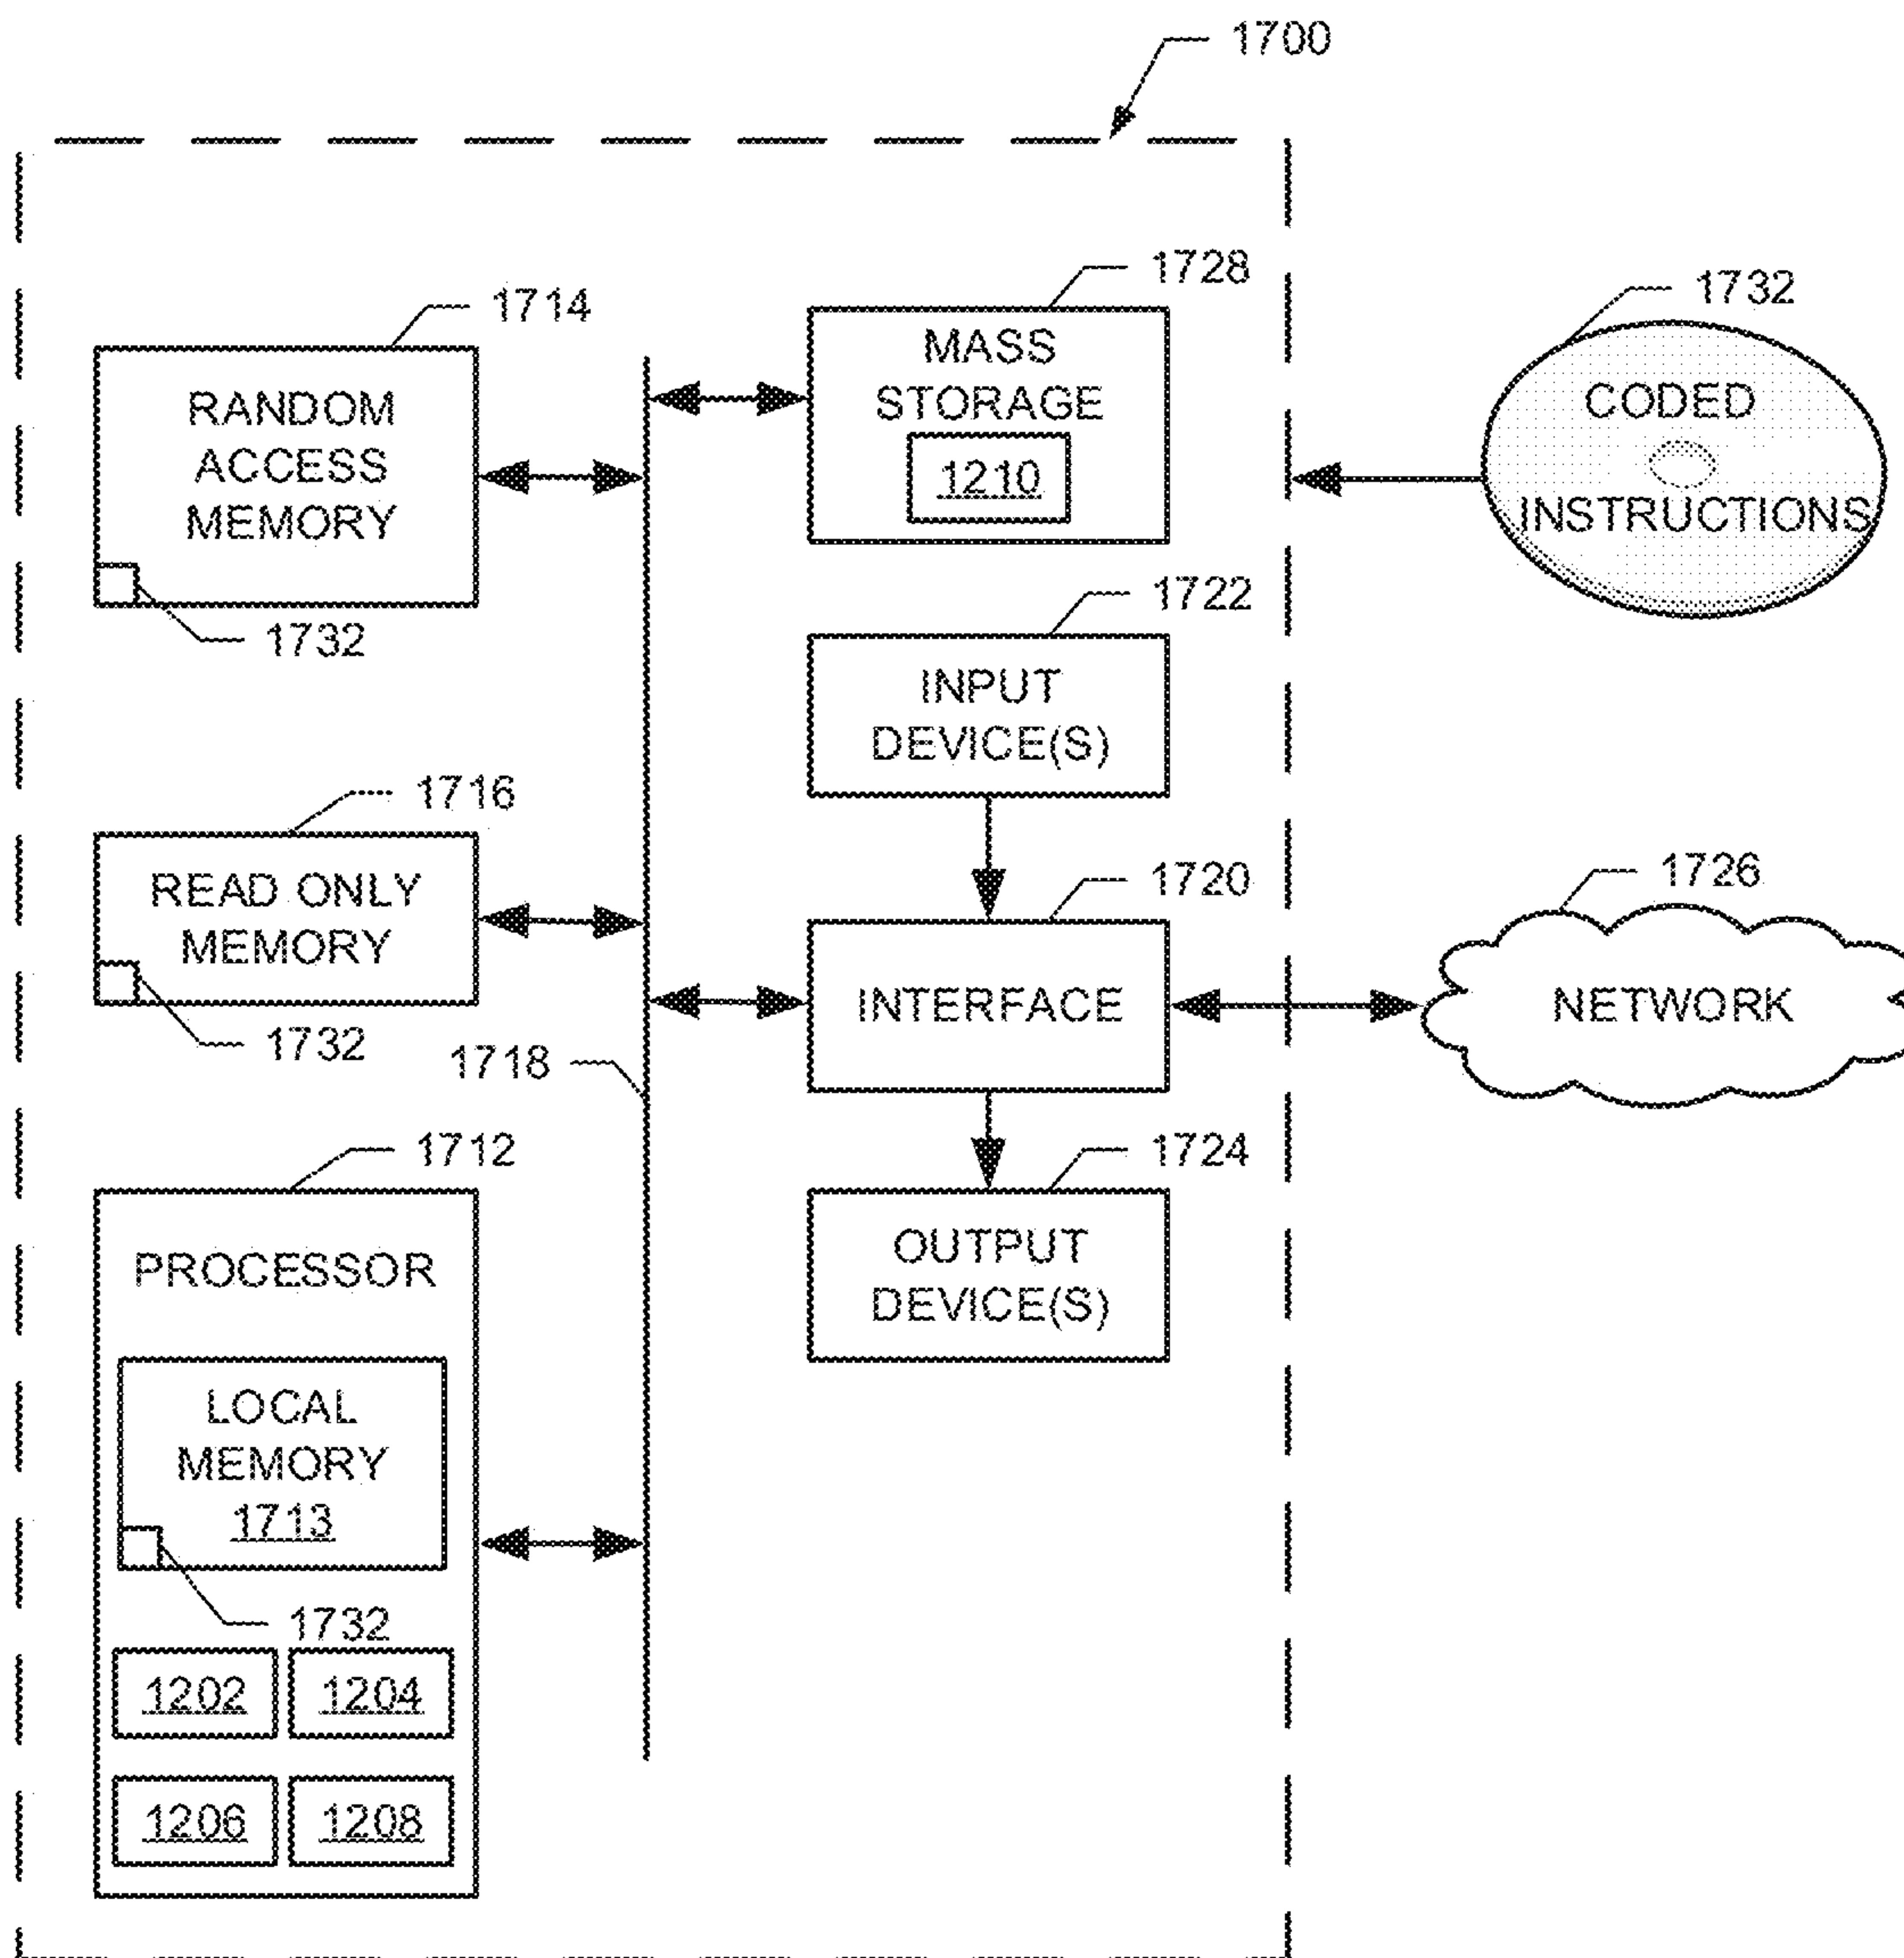 1700
1714
RANDOM
ACCESS
MEMORY
1732
1728
MASS
STORAGE
1210
1732
CODED
INSTRUCTIONS
1722
INPUT
DEVICE(S)
1716
READ ONLY
MEMORY
1732
1718
1720
INTERFACE
1726
NETWORK
1712
PROCESSOR
LOCAL
MEMORY
1713
1732
1202
1204
1206
1208
1724
OUTPUT
DEVICE(S)